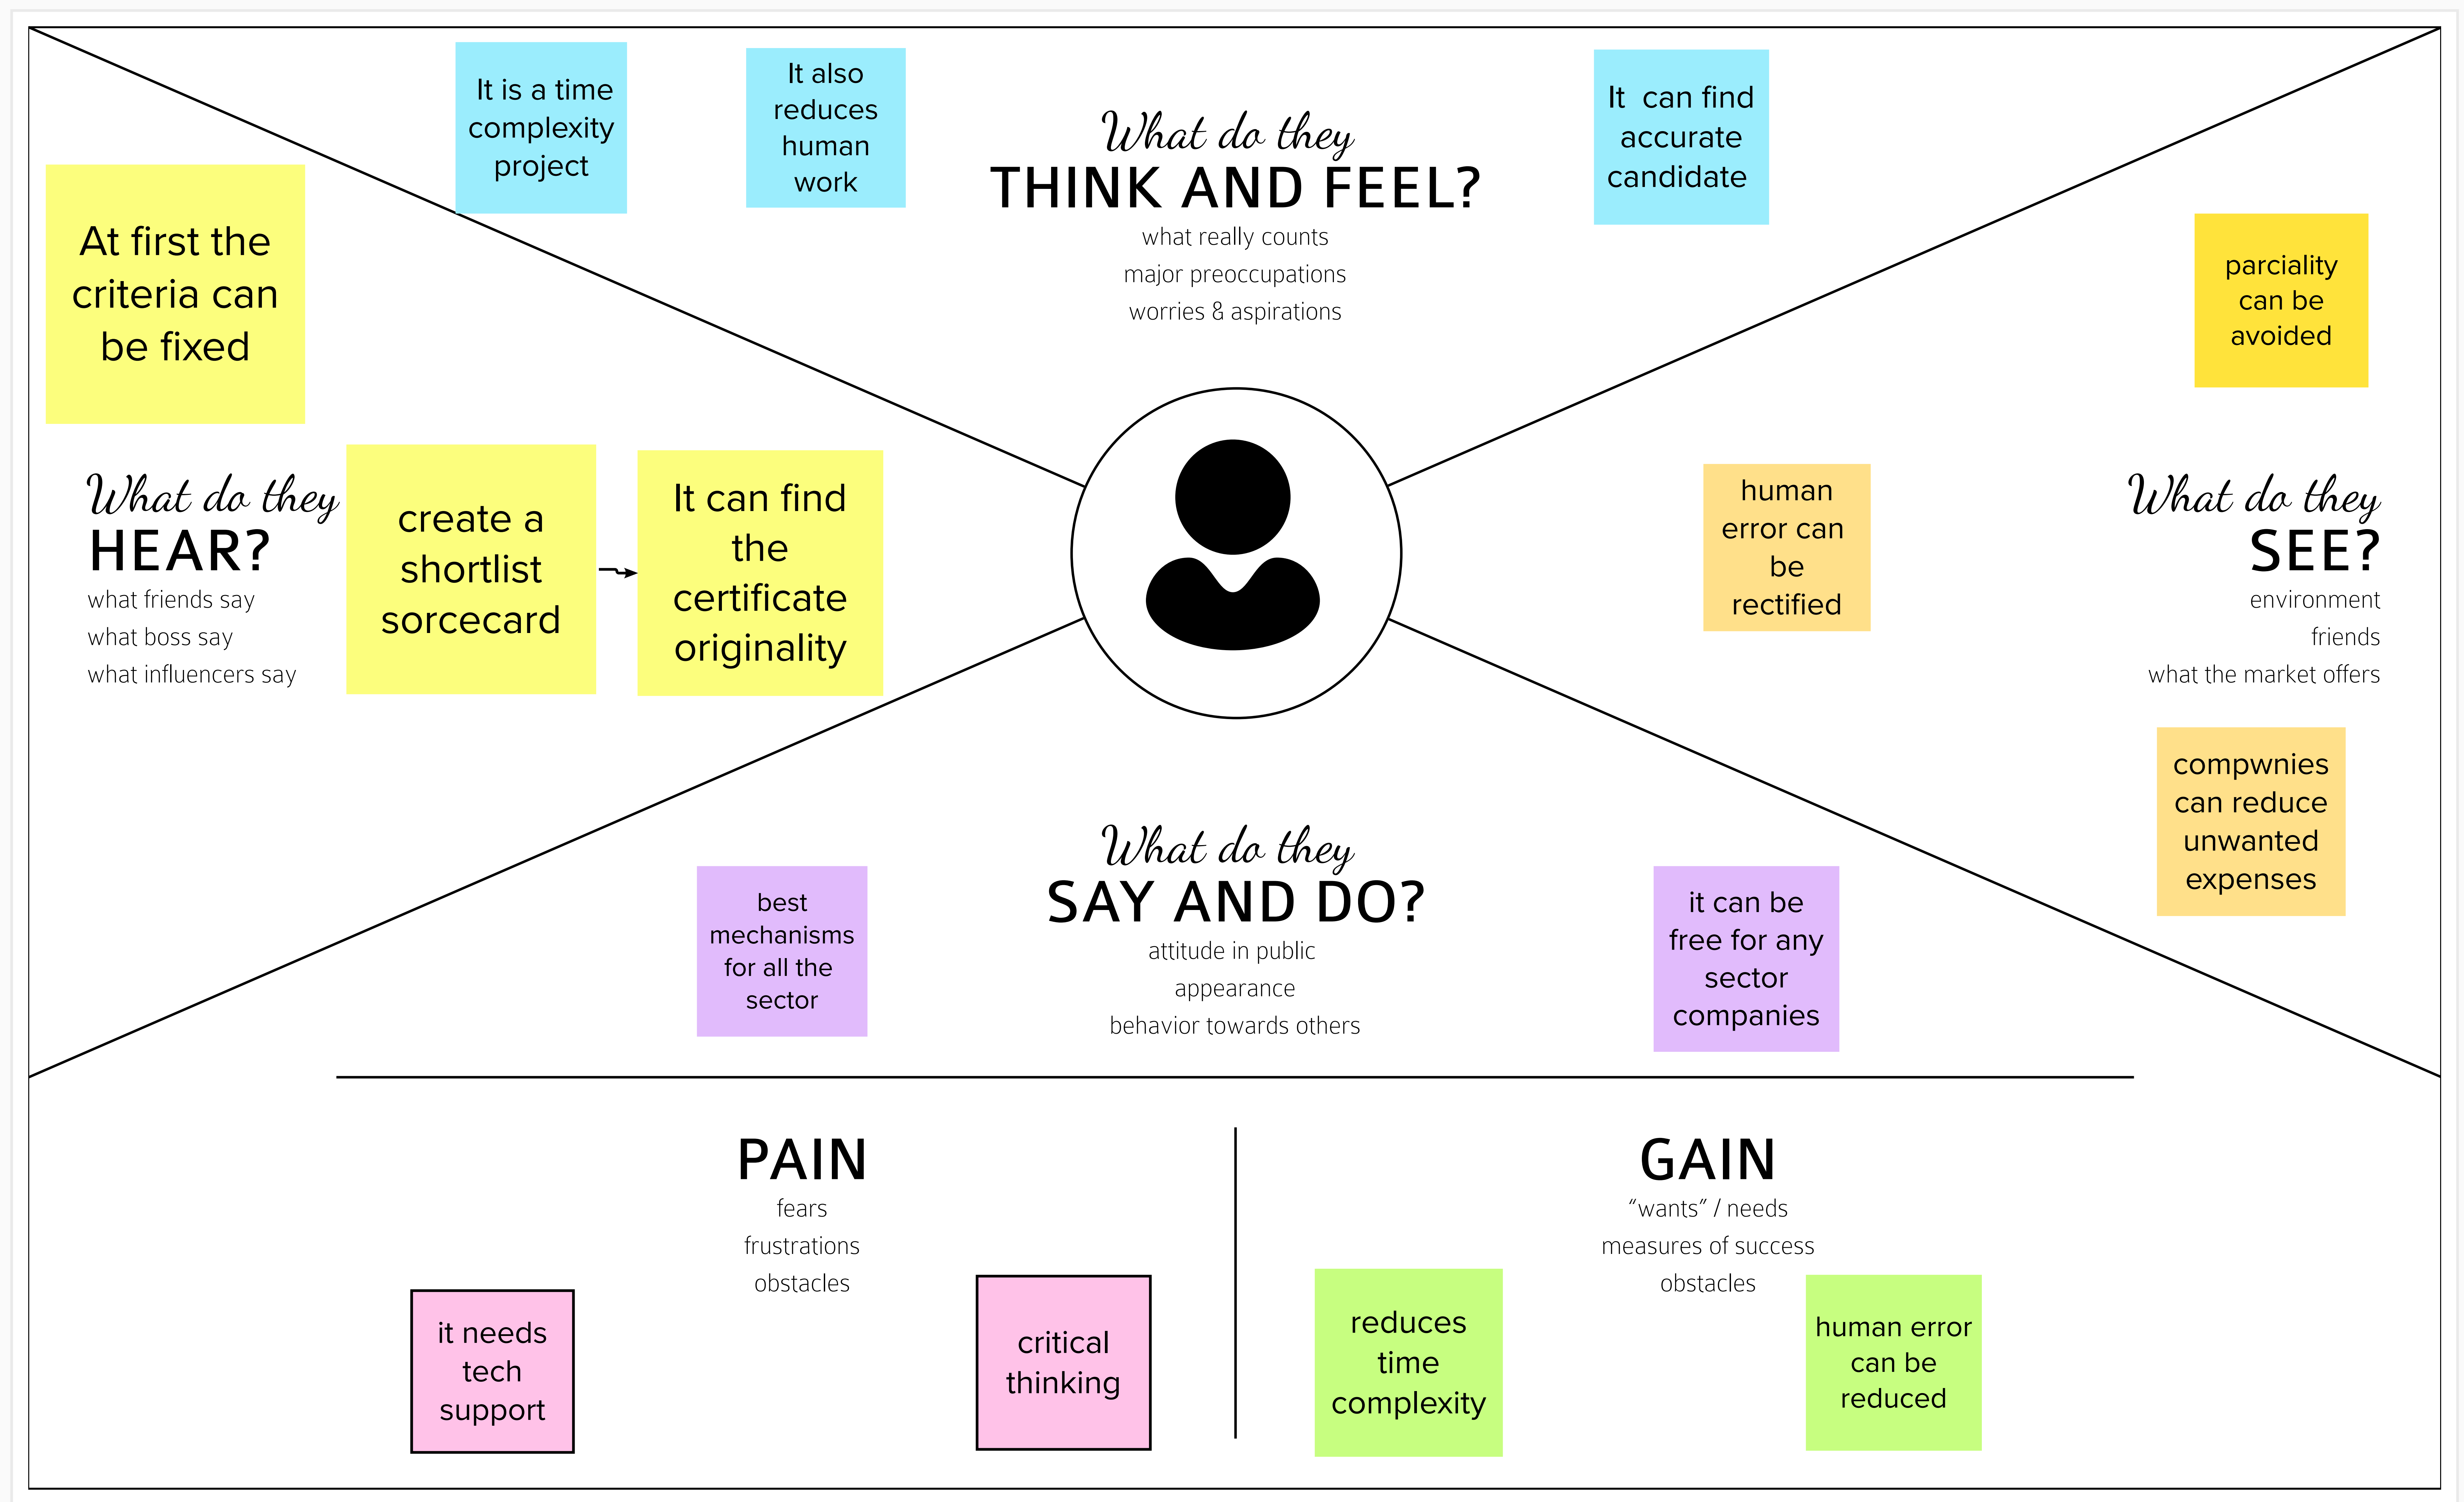 It is a time
complexity
project
It also
reduces
human
work
What do they
THINK AND FEEL?
what really counts
major preoccupations
worries & aspirations
It can find
accurate
candidate
At first the
criteria can
be fixed
What do they
HEAR?
what friends say
what boss say
what influencers say
create a
shortlist
sorcecard
It can find
the
certificate
originality
parciality
can be
avoided
human
error can
be
rectified
What do they
SEE?
environment
friends
what the market offers
compwnies
can reduce
unwanted
expenses
What do they
SAY AND DO?
attitude in public
appearance
behavior towards others
best
mechanisms
for all the
sector
it can be
free for any
sector
companies
PAIN
fears
frustrations
obstacles
it needs
tech
support
critical
thinking
GAIN
“wants” / needs
measures of success
obstacles
reduces
time
complexity
human error
can be
reduced